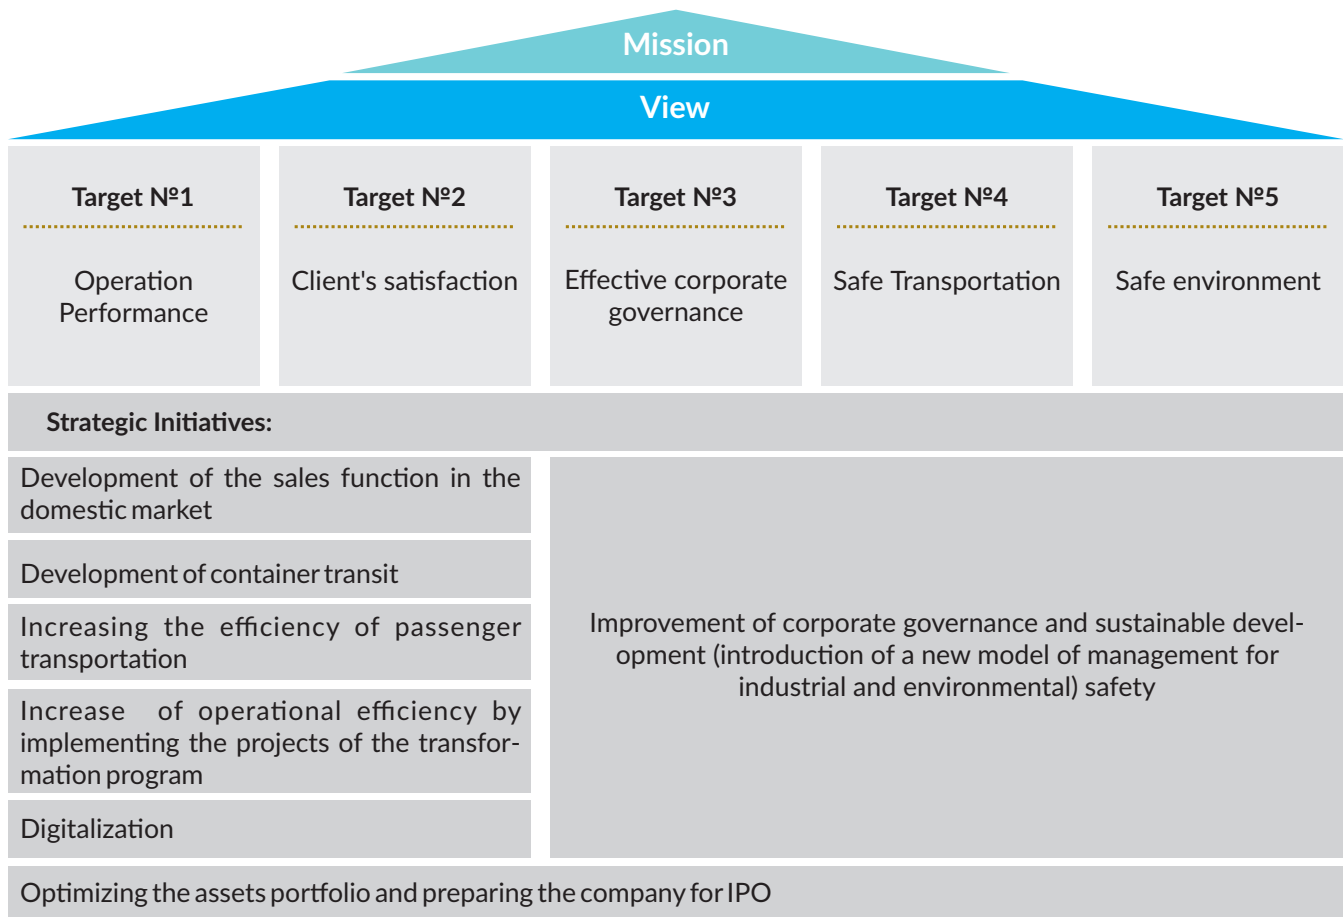 Mission
View
Target №1
Operation
Performance
Target №2
Client's satisfaction
Target №3
Effective corporate
governance
Target №4
Safe Transportation
Target №5
Safe environment
Strategic Initiatives:
Development of the sales function in the
domestic market
Development of container transit
Increasing the efficiency of passenger
transportation
Increase of operational efficiency by
implementing the projects of the transfor-
mation program
Digitalization
Improvement of corporate governance and sustainable devel-
opment (introduction of a new model of management for
industrial and environmental) safety
Optimizing the assets portfolio and preparing the company for IPO